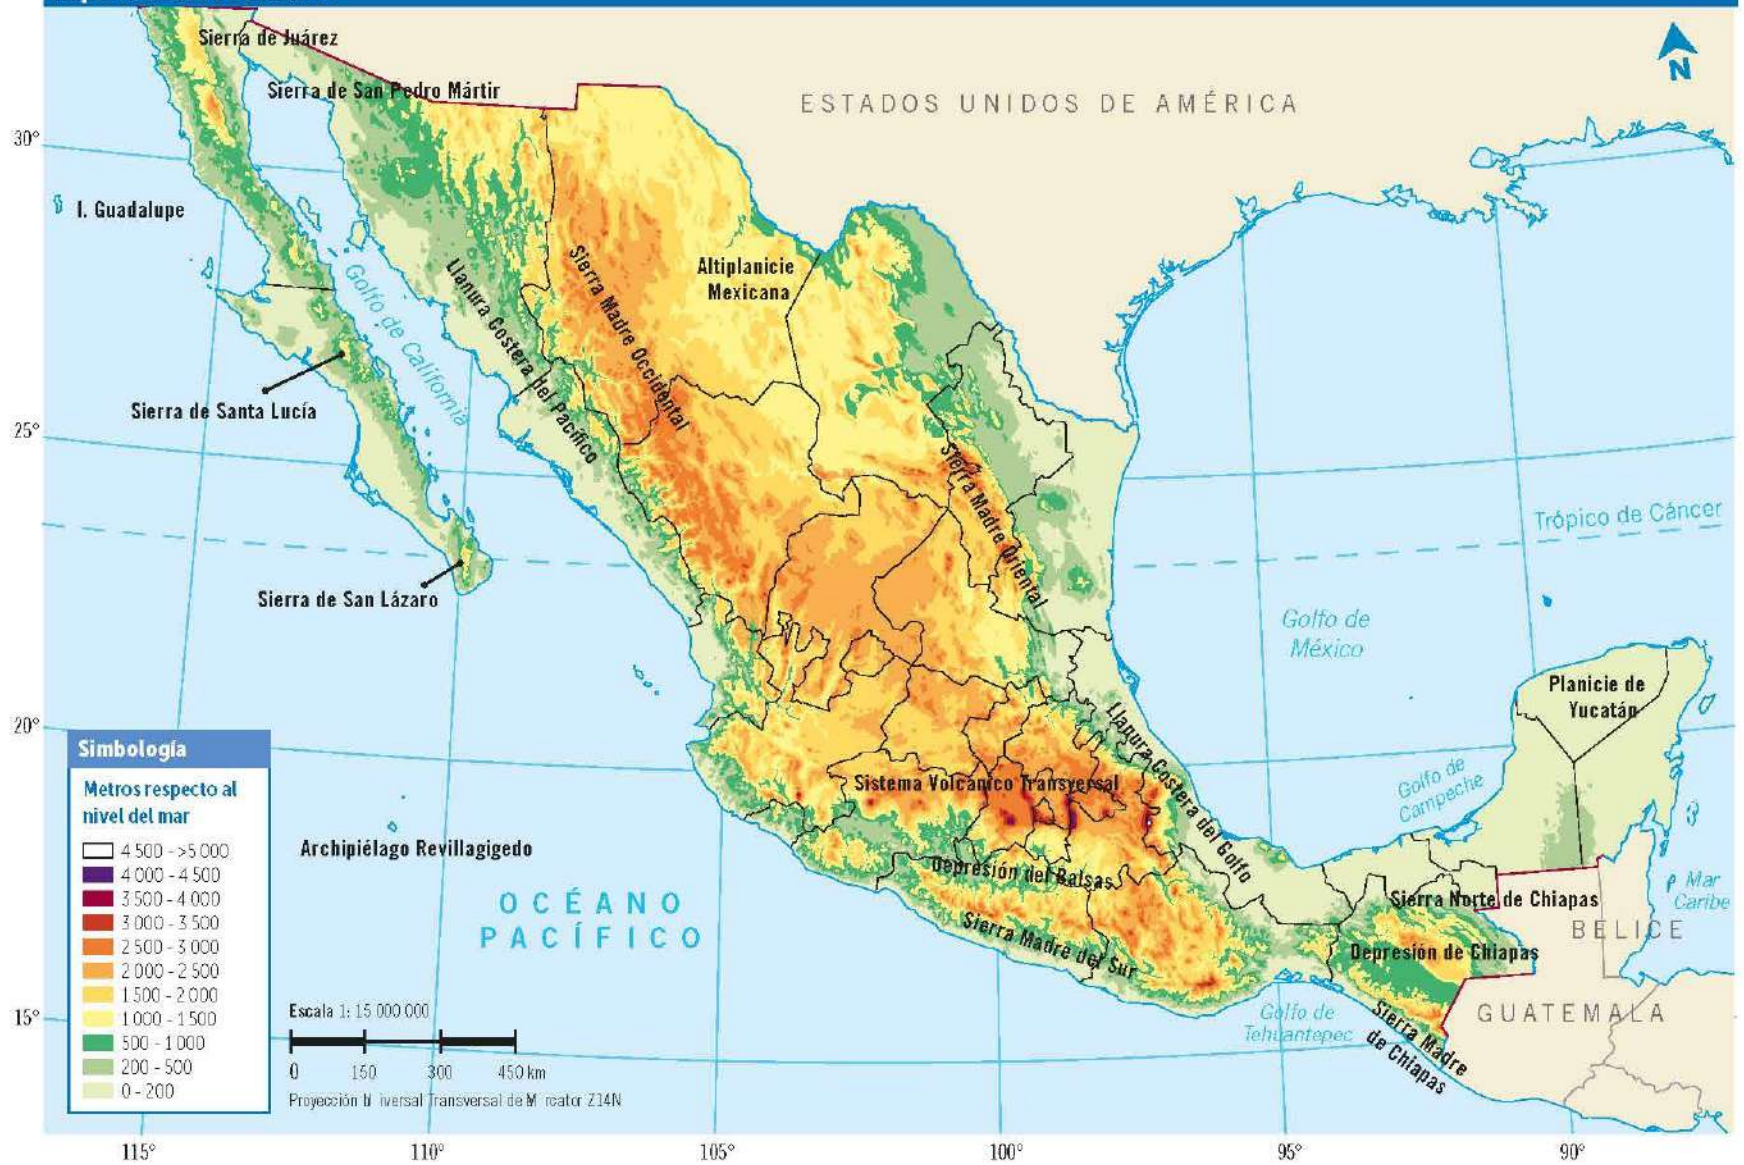 Sierra de Juárez
Sierra de San Pedro Mártir
ESTADOS UNIDOS DE AMÉRICA
N
30°
I. Guadalupe
Golfo de California
Llanura Costera del Pacífico
Sierra Madre Occidental
Altiplanicie
Mexicana
Sierra de Santa Lucía
25°
Sierra Madre Oriental
Trópico de Cáncer
Sierra de San Lázaro
Golfo de
México
Planicie de
Yucatán
20°
Llanura Costera del Golfo
Golfo de
Campeche
Sistema Volcánico Transversal
Simbología
Metros respecto al
nivel del mar
4 500 - >5 000
4 000 - 4 500
3 500 - 4 000
3 000 - 3 500
2 500 - 3 000
2 000 - 2 500
1 500 - 2 000
1 000 - 1 500
500 - 1 000
200 - 500
0 - 200
Archipiélago Revillagigedo
OCÉANO
PACÍFICO
Depresión del Balsas
Sierra Madre del Sur
Sierra Norte de Chiapas
Mar
Caribe
BELICE
Depresión de Chiapas
GUATEMALA
Golfo de
Tehuantepec
Sierra Madre
de Chiapas
15°
Escala 1: 15 000 000
0 150 300 450 km
Proyección Transversal de Z14N
115° 110° 105° 100° 95° 90°